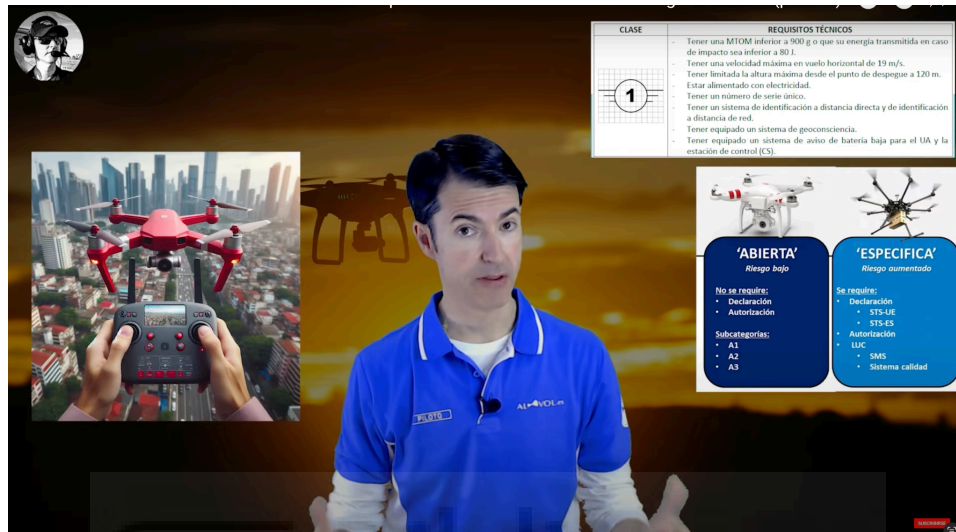 CLASE REQUISITOS TÉCNICOS
1
- Tener una MTOM inferior a 900 g o que su energía transmitida en caso
de impacto sea inferior a 80 J.
- Tener una velocidad máxima en vuelo horizontal de 19 m/s.
- Tener limitada la altura máxima desde el punto de despegue a 120 m.
- Estar alimentado con electricidad.
- Tener un número de serie único.
- Tener un sistema de identificación a distancia directa y de identificación
a distancia de red.
- Tener equipado un sistema de geoconsciencia.
- Tener equipado un sistema de aviso de batería baja para el UA y la
estación de control (CS).
'ABIERTA'
Riesgo bajo
No se require:
• Declaración
• Autorización
Subcategorías:
• A1
• A2
• A3
'ESPECIFICA'
Riesgo aumentado
Se require:
• Declaración
• STS-UE
• STS-ES
• Autorización
• LUC
• SMS
• Sistema calidad
PILOTO
SUSCRIBIRSE